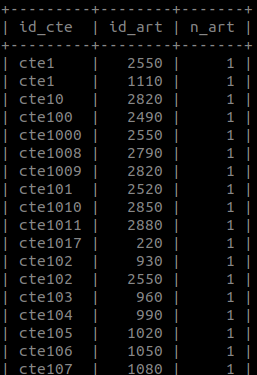 +---------+--------+-------+
| id_cte | id_art | n_art |
+---------+--------+-------+
| cte1 | 2550 | 1 |
| cte1 | 1110 | 1 |
| cte10 | 2820 | 1 |
| cte100 | 2490 | 1 |
| cte1000 | 2550 | 1 |
| cte1008 | 2790 | 1 |
| cte1009 | 2820 | 1 |
| cte101 | 2520 | 1 |
| cte1010 | 2850 | 1 |
| cte1011 | 2880 | 1 |
| cte1017 | 220 | 1 |
| cte102 | 930 | 1 |
| cte102 | 2550 | 1 |
| cte103 | 960 | 1 |
| cte104 | 990 | 1 |
| cte105 | 1020 | 1 |
| cte106 | 1050 | 1 |
| cte107 | 1080 | 1 |